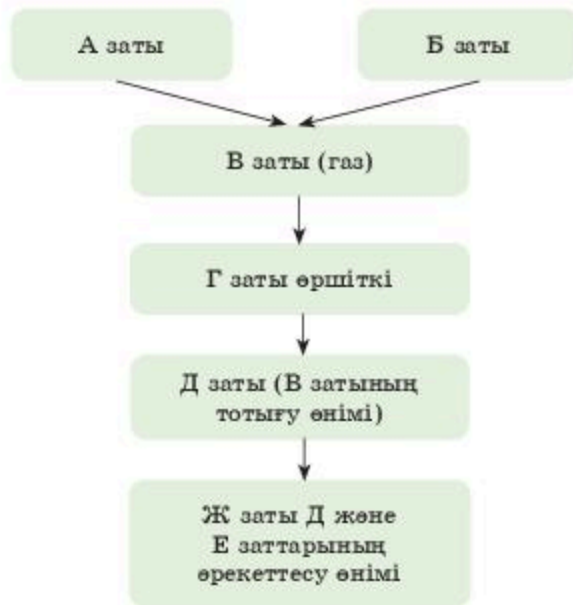 А заты
Б заты
В заты (газ)
Г заты өршіткі
Д заты (В затының
тотығу өнімі)
Ж заты Д және
Е заттарының
әрекеттесу өнімі